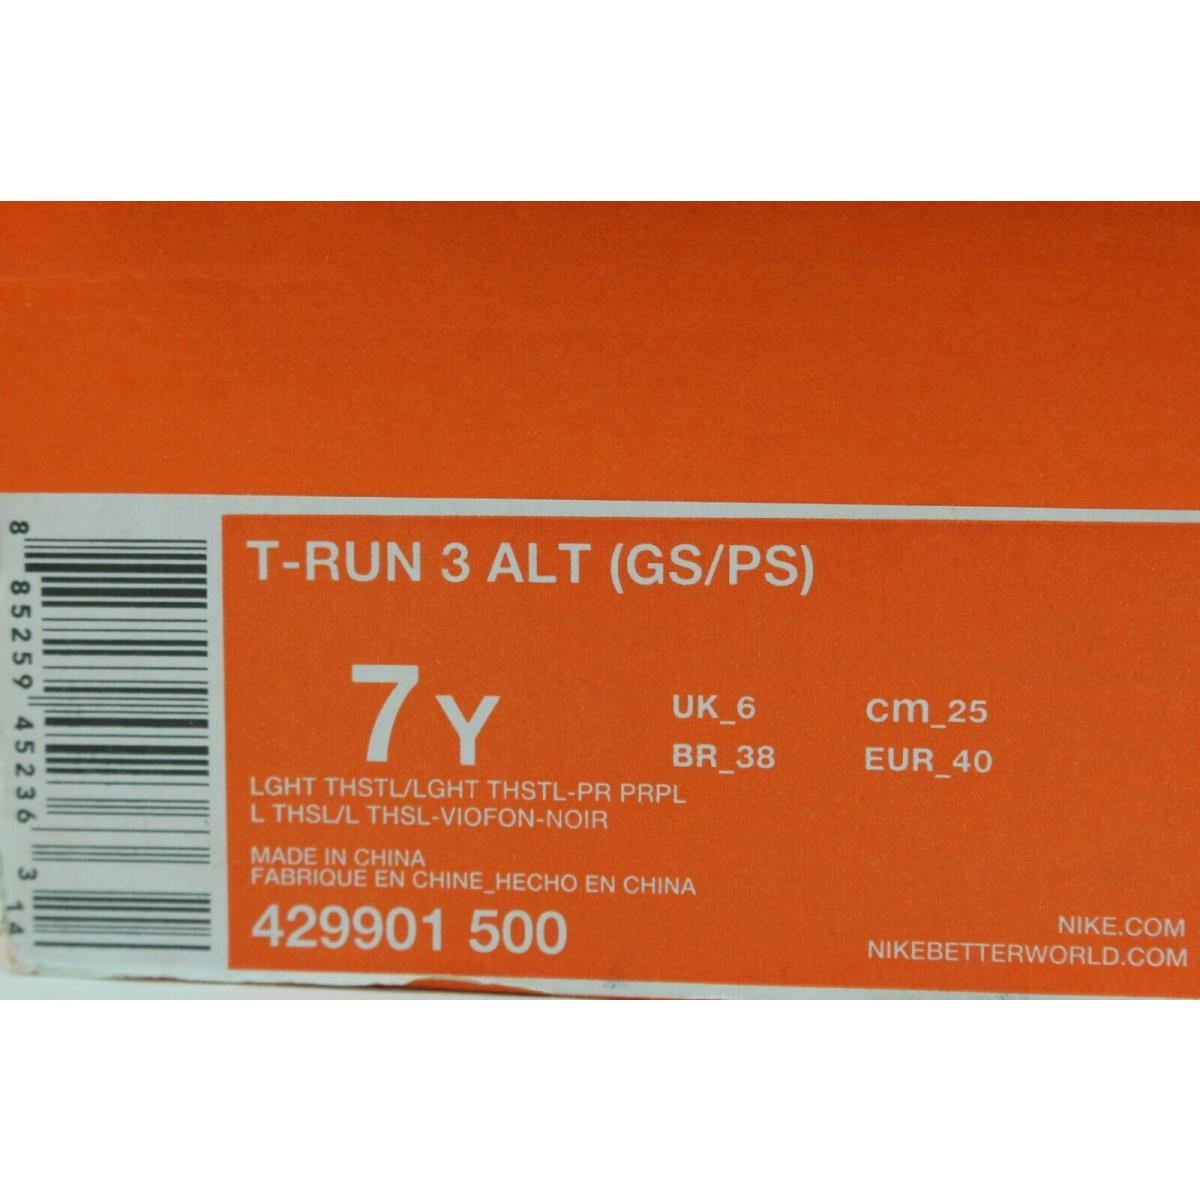 T-RUN 3 ALT (GS/PS)
7Y
UK_6 cm_25
BR_38 EUR_40
LGHT THSTL/LGHT THSTL-PR PRPL
L THSL/L THSL-VIOFON-NOIR
MADE IN CHINA
FABRIQUE EN CHINE_HECHO EN CHINA
429901 500
NIKE.COM
NIKEBETTERWORLD.COM
8 85259 45236 3 14